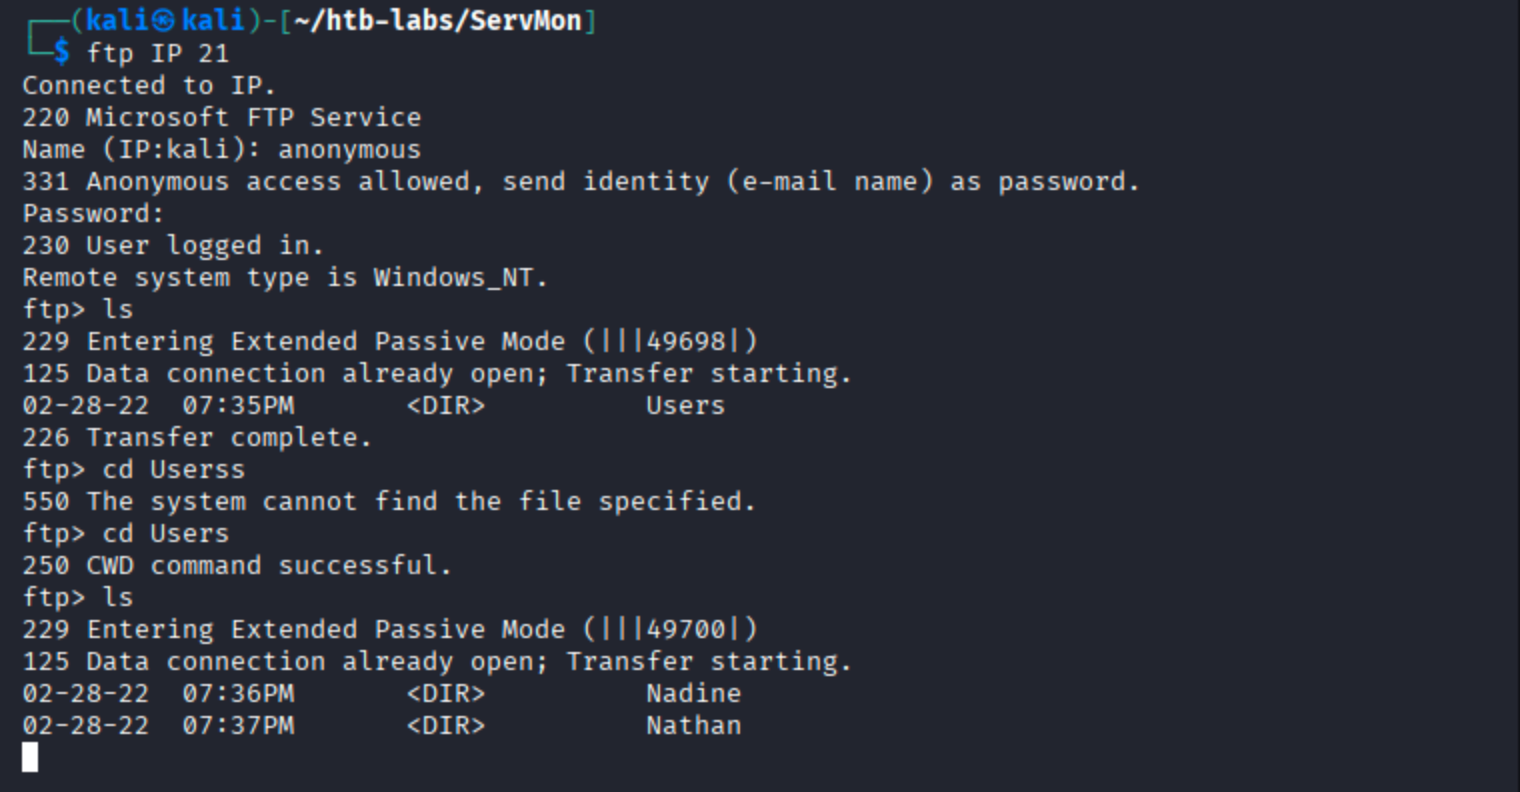 ┌──(kali㉿kali)-[~/htb-labs/ServMon]
└─$ ftp IP 21
Connected to IP.
220 Microsoft FTP Service
Name (IP:kali): anonymous
331 Anonymous access allowed, send identity (e-mail name) as password.
Password:
230 User logged in.
Remote system type is Windows_NT.
ftp> ls
229 Entering Extended Passive Mode (|||49698|)
125 Data connection already open; Transfer starting.
02-28-22  07:35PM       <DIR>          Users
226 Transfer complete.
ftp> cd Userss
550 The system cannot find the file specified.
ftp> cd Users
250 CWD command successful.
ftp> ls
229 Entering Extended Passive Mode (|||49700|)
125 Data connection already open; Transfer starting.
02-28-22  07:36PM       <DIR>          Nadine
02-28-22  07:37PM       <DIR>          Nathan